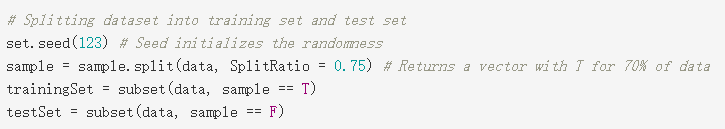 # Splitting dataset into training set and test set
set.seed(123) # Seed initializes the randomness
sample = sample.split(data, SplitRatio = 0.75) # Returns a vector with T for 70% of data
trainingSet = subset(data, sample == T)
testSet = subset(data, sample == F)